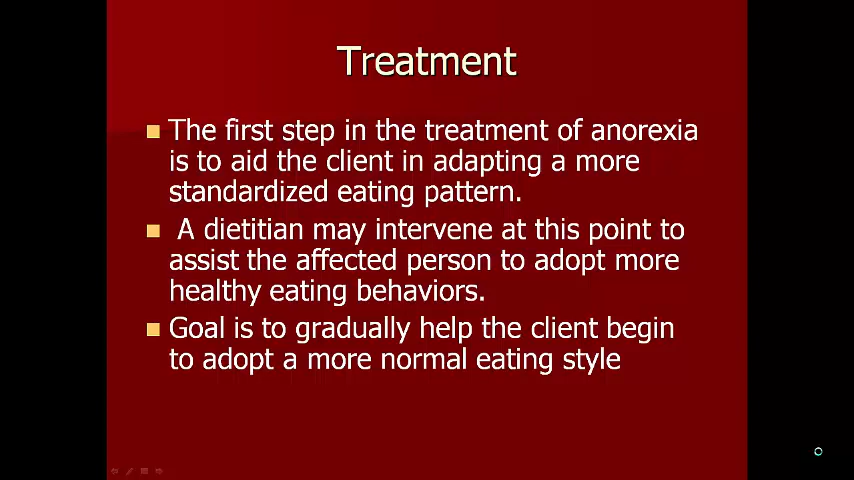 Treatment
The first step in the treatment of anorexia
is to aid the client in adapting a more
standardized eating pattern.
A dietitian may intervene at this point to
assist the affected person to adopt more
healthy eating behaviors.
Goal is to gradually help the client begin
to adopt a more normal eating style